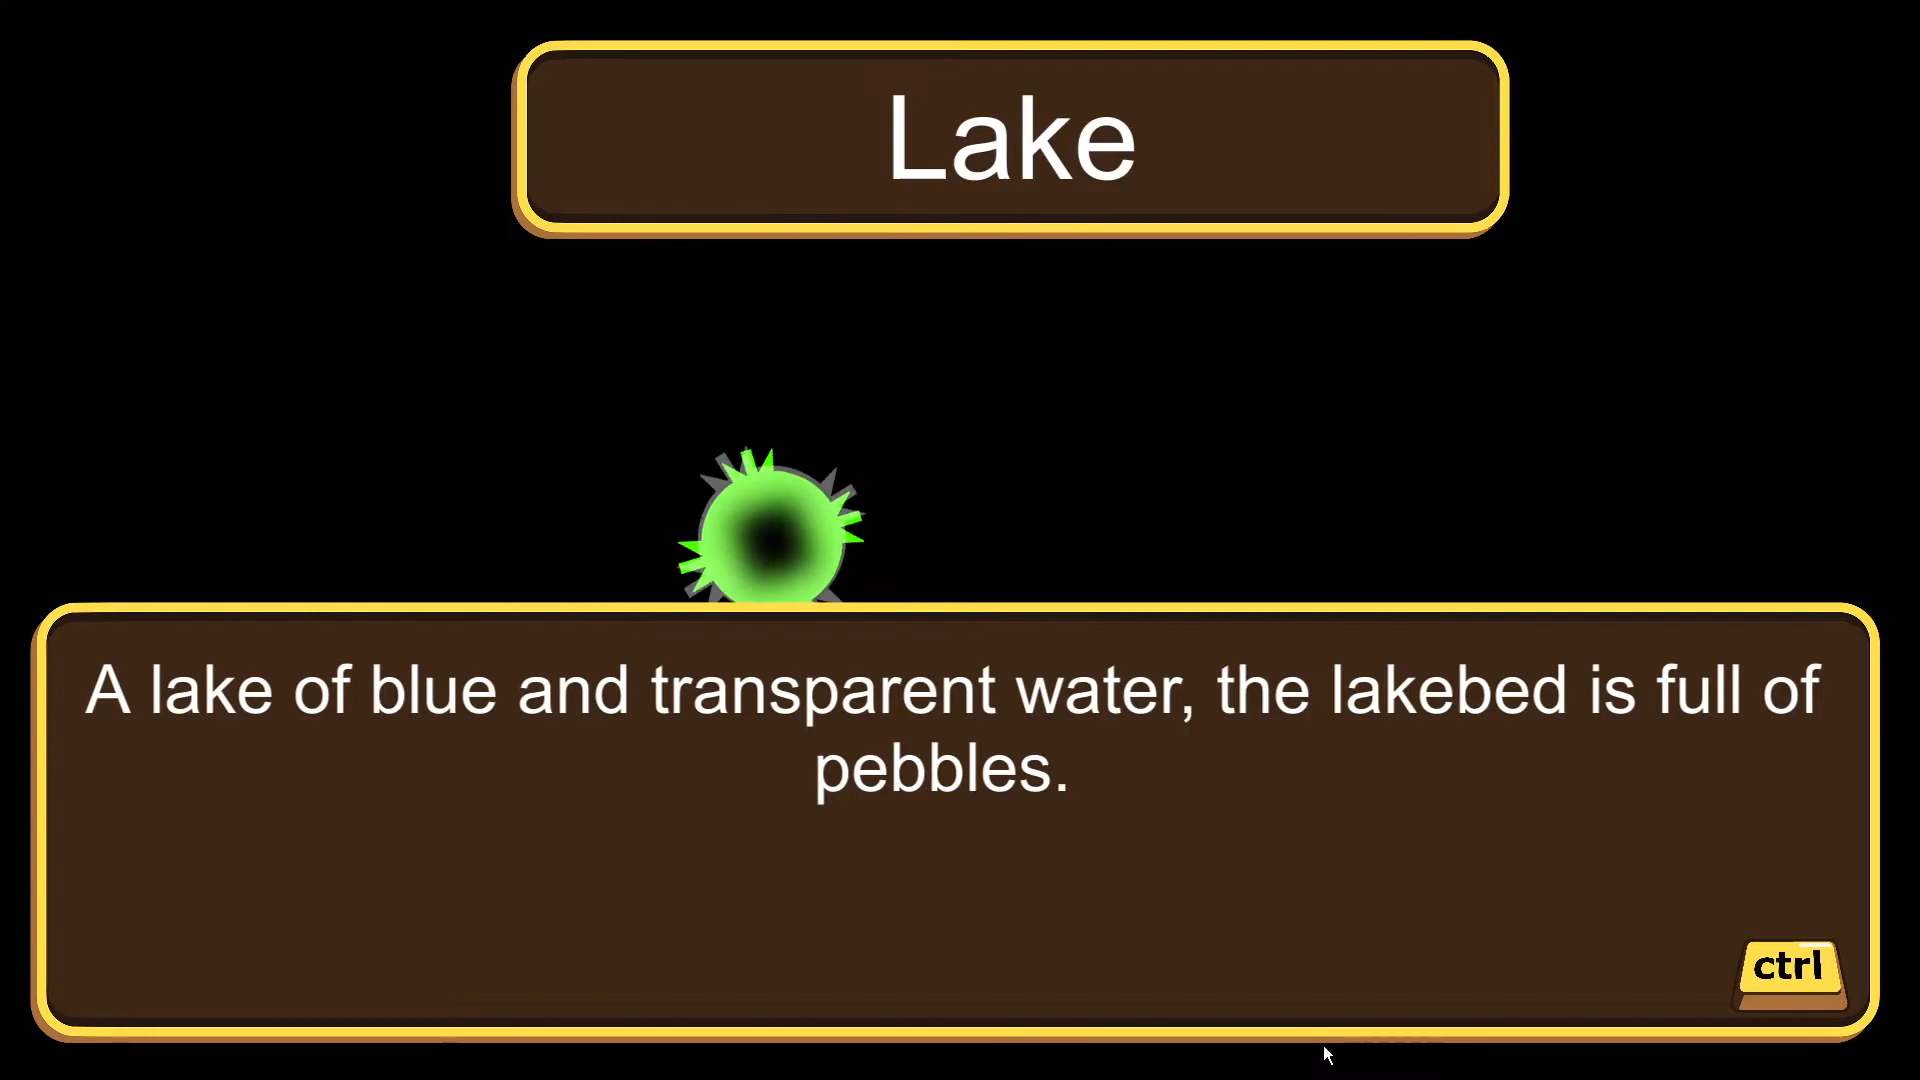 Lake
A lake of blue and transparent water, the lakebed is full of
pebbles.
ctrl